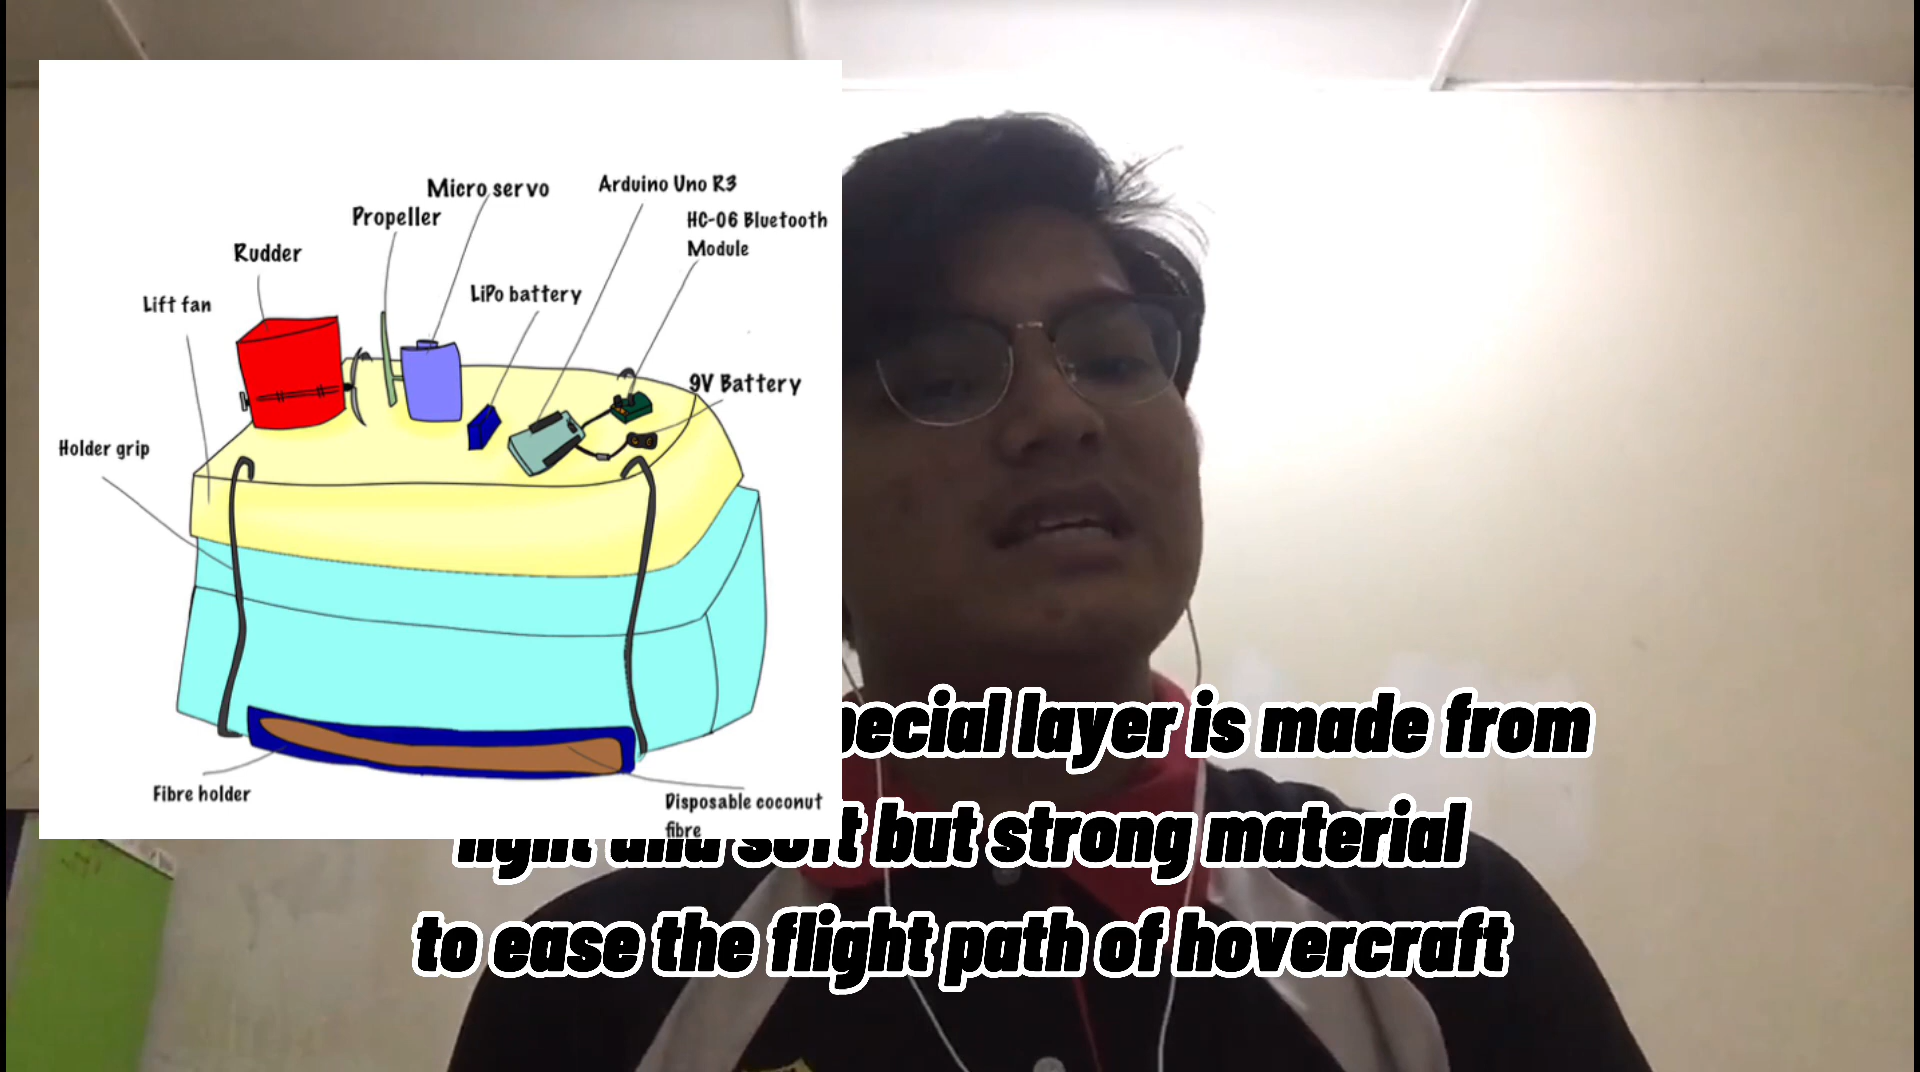 Micro servo
Arduino Uno R3
Propeller
HC-06 Bluetooth
Module
Rudder
LiPo battery
Lift fan
9V Battery
Holder grip
Fibre holder
Disposable coconut
fibre
layer is made from
but strong material
to ease the flight path of hovercraft